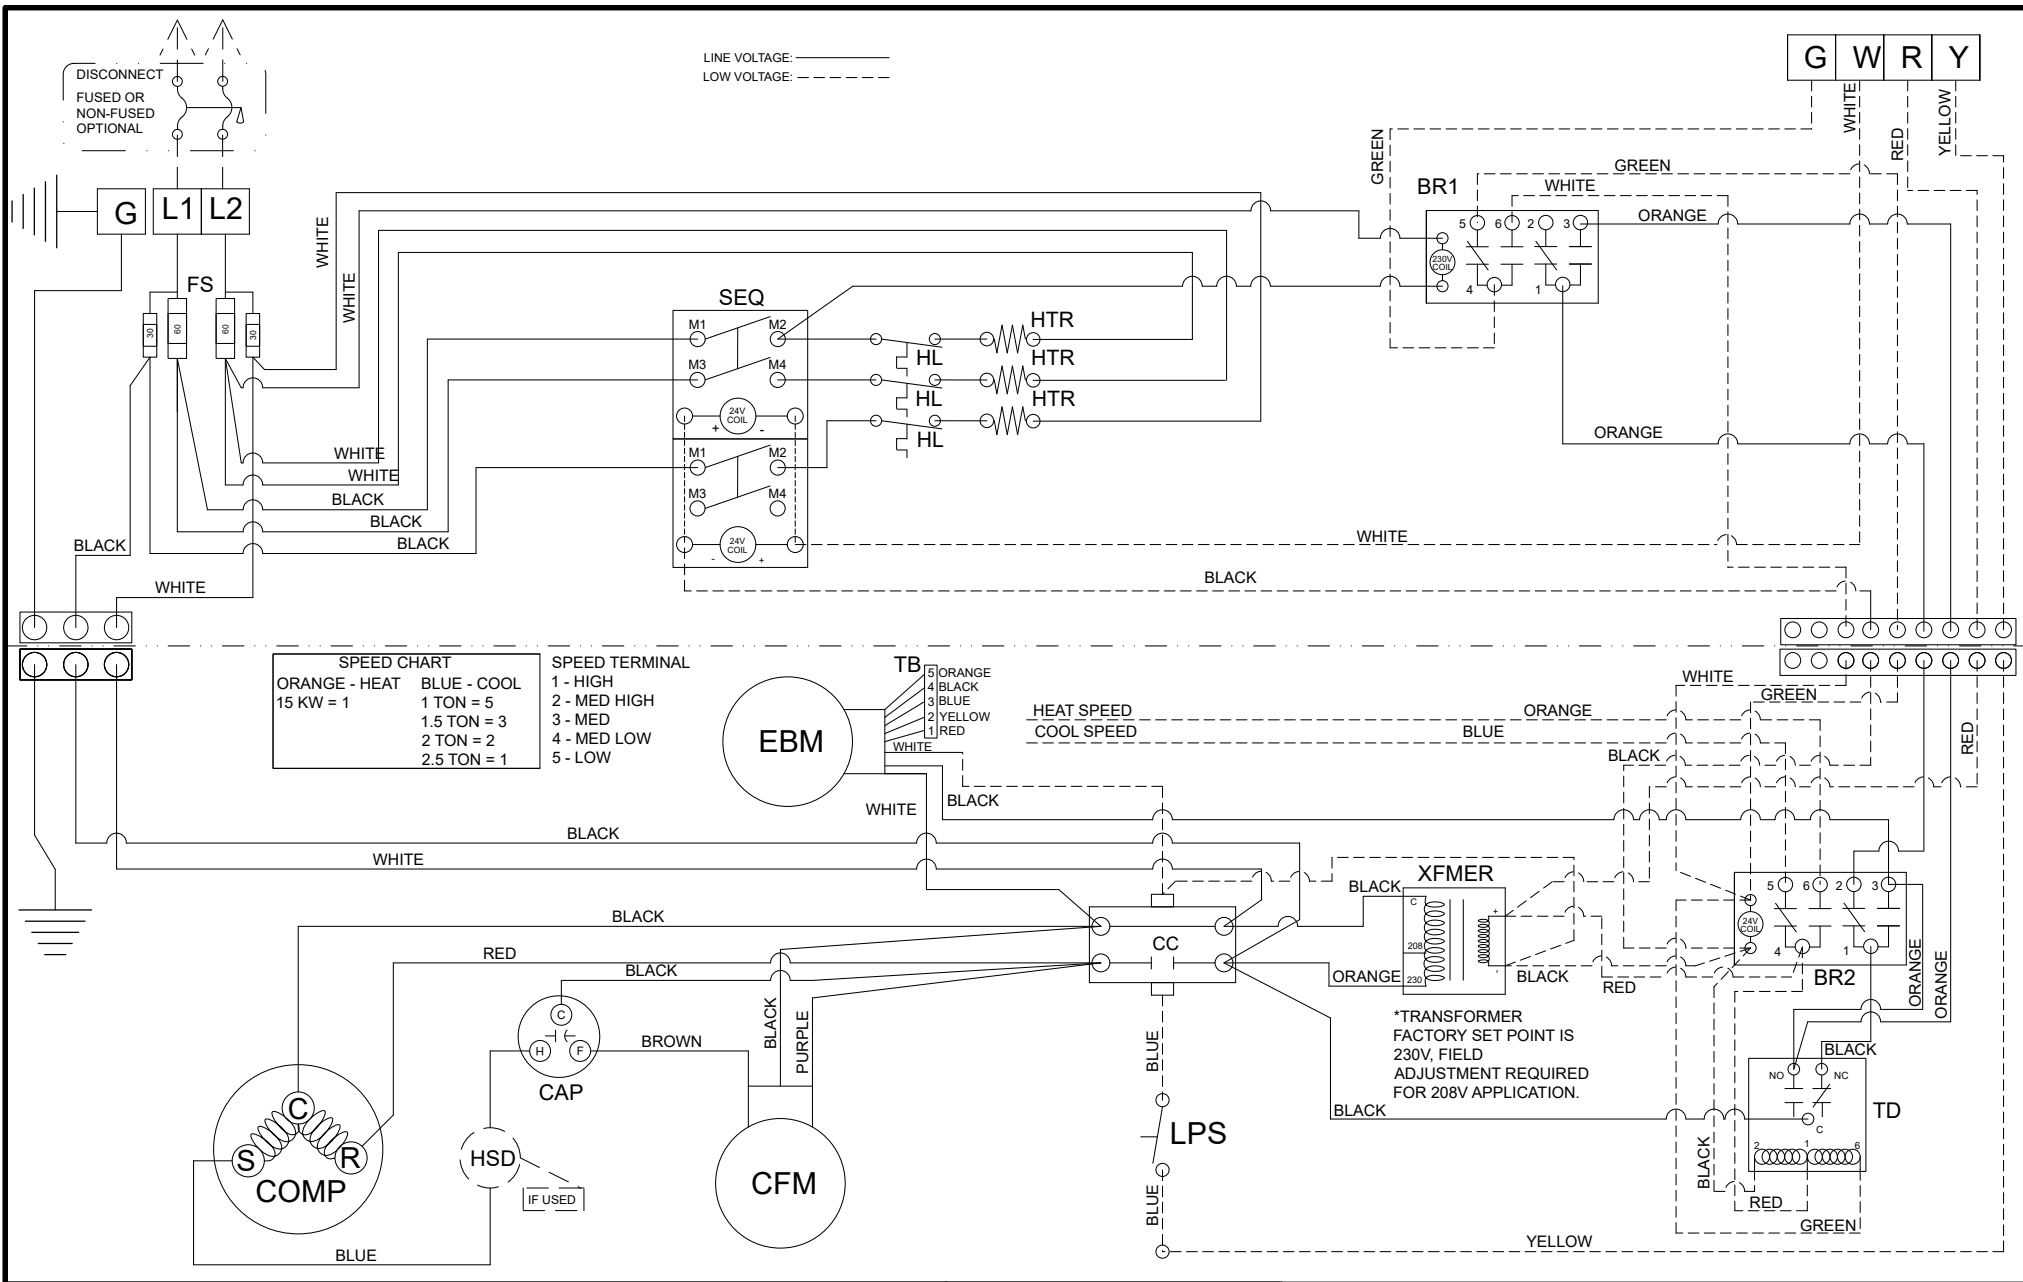 LINE VOLTAGE:
LOW VOLTAGE:
DISCONNECT
FUSED OR
NON-FUSED
OPTIONAL
G L1 L2
G W R Y
GREEN
WHITE
RED
YELLOW
FS
30 60 60 30
WHITE
WHITE
WHITE
WHITE
BLACK
BLACK
BLACK
BLACK
WHITE
SEQ
M1 M2
M3 M4
24V
COIL
+ -
M1 M2
M3 M4
24V
COIL
- +
HL
HL
HL
HTR
HTR
HTR
BR1
GREEN
WHITE
ORANGE
5 6 2 3
230V
COIL
4 1
ORANGE
WHITE
BLACK
SPEED CHART
ORANGE - HEAT BLUE - COOL
15 KW = 1 1 TON = 5
1.5 TON = 3
2 TON = 2
2.5 TON = 1
SPEED TERMINAL
1 - HIGH
2 - MED HIGH
3 - MED
4 - MED LOW
5 - LOW
EBM
TB
5 ORANGE
4 BLACK
3 BLUE
2 YELLOW
1 RED
WHITE
BLACK
WHITE
HEAT SPEED
COOL SPEED
ORANGE
BLUE
WHITE
GREEN
BLACK
RED
BLACK
WHITE
BLACK
RED
BLACK
CC
XFMER
BLACK
C
208
230
ORANGE
+
-
BLACK
RED
*TRANSFORMER
FACTORY SET POINT IS
230V, FIELD
ADJUSTMENT REQUIRED
FOR 208V APPLICATION.
5 6 2 3
24V
COIL
4 1
BR2
ORANGE
ORANGE
BLACK
NO NC
C
TD
2 1 6
BLACK
RED
GREEN
BLACK
C
H F
CAP
BROWN
BLACK
PURPLE
C
S R
COMP
HSD
IF USED
CFM
BLUE
BLUE
LPS
BLUE
YELLOW